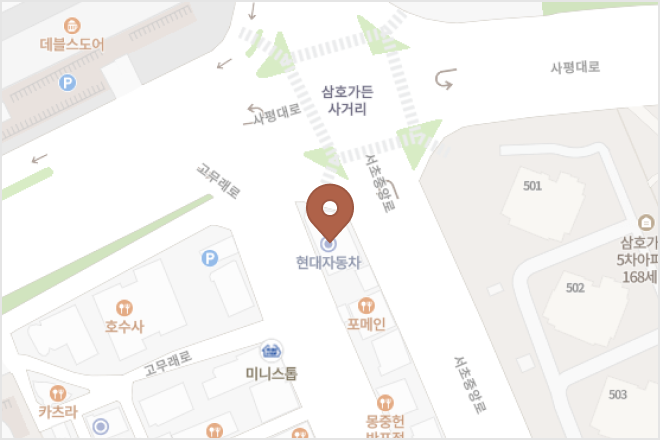 데블스도어
P
삼호가든
사거리
사평대로
사평대로
고무래로
서초중앙로
501
현대자동차
P
삼호가
5차아파
168세
502
호수사
포메인
고무래로
미니스톱
서초중앙로
카츠라
503
몽중헌
반포점